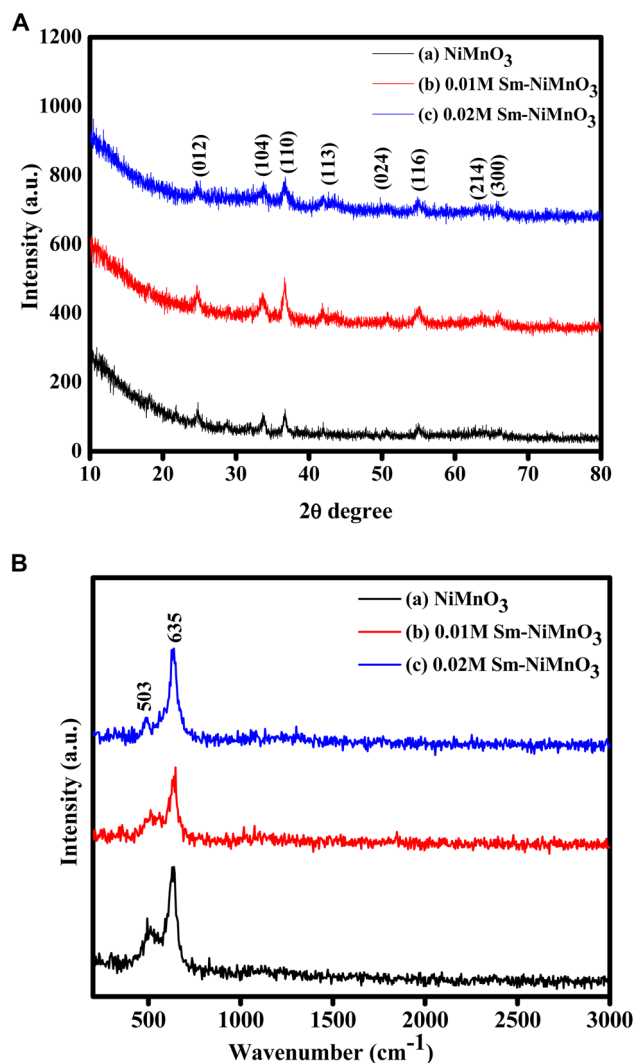 A
1200
1000
800
600
400
200
0
Intensity (a.u.)
(a) NiMnO3
(b) 0.01M Sm-NiMnO3
(c) 0.02M Sm-NiMnO3
(012) (104) (110) (113) (024) (116) (214) (300)
10 20 30 40 50 60 70 80
2θ degree
B
Intensity (a.u.)
(a) NiMnO3
(b) 0.01M Sm-NiMnO3
(c) 0.02M Sm-NiMnO3
503 635
500 1000 1500 2000 2500 3000
Wavenumber (cm-1)